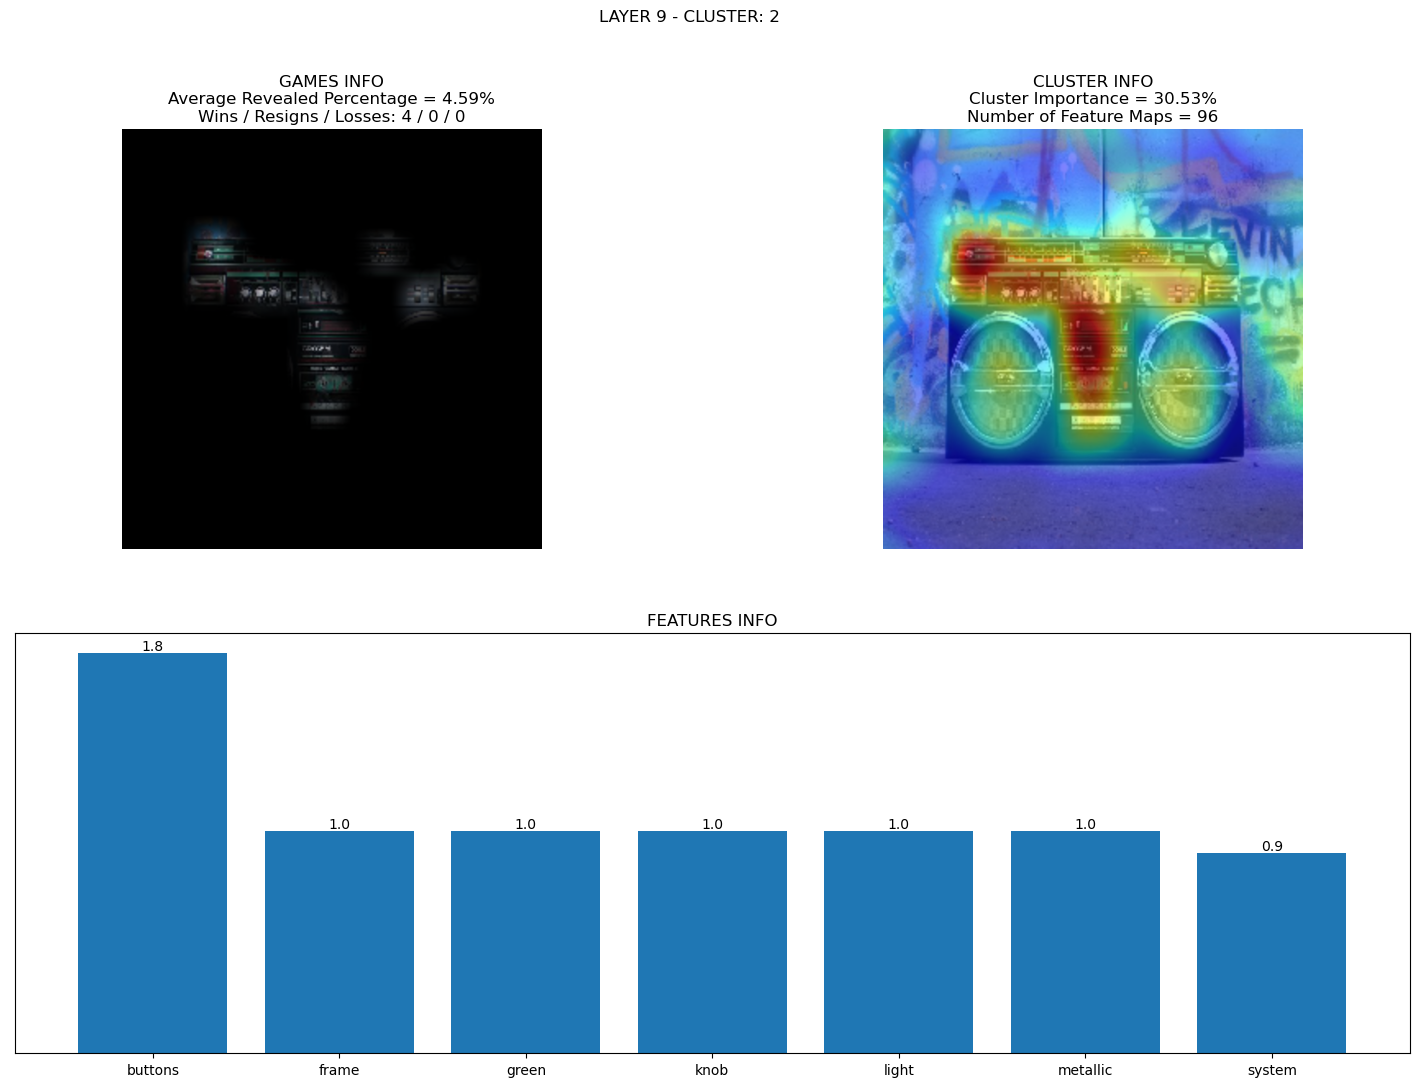 LAYER 9 - CLUSTER: 2
GAMES INFO
Average Revealed Percentage = 4.59%
Wins / Resigns / Losses: 4 / 0 / 0
CLUSTER INFO
Cluster Importance = 30.53%
Number of Feature Maps = 96
EVIN
ECH
FEATURES INFO
1.8
1.0
1.0
1.0
1.0
1.0
0.9
buttons
frame
green
knob
light
metallic
system